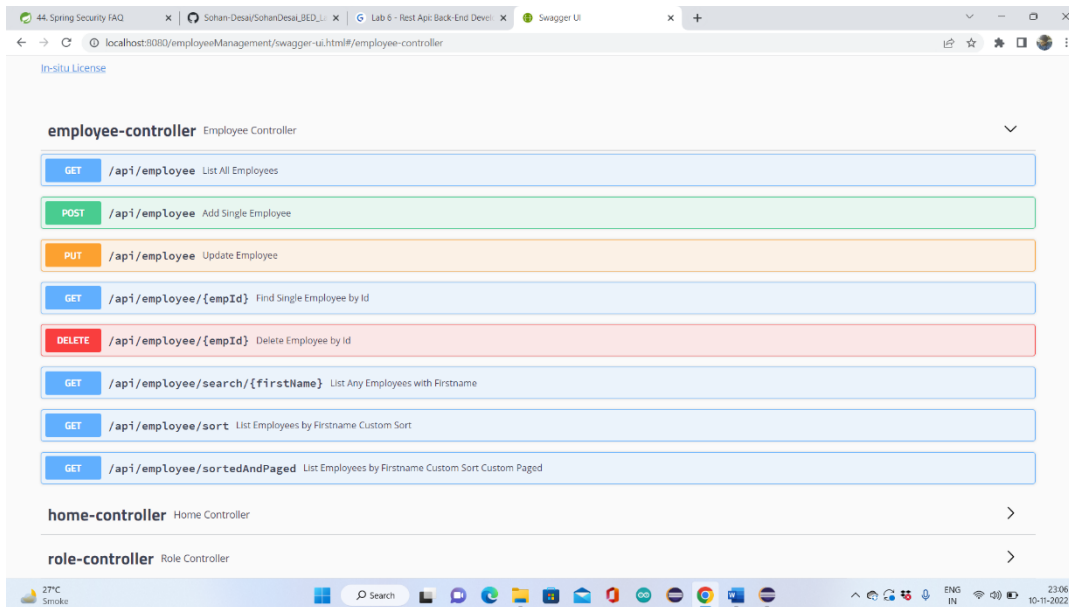 44. Spring Security FAQ
Sohan-Desai/SohanDesai_BED_La
Lab 6 - Rest Api: Back-End Devel
Swagger UI
localhost:8080/employeeManagement/swagger-ui.html#/employee-controller
In-situ License
employee-controller Employee Controller
GET /api/employee List All Employees
POST /api/employee Add Single Employee
PUT /api/employee Update Employee
GET /api/employee/{empId} Find Single Employee by Id
DELETE /api/employee/{empId} Delete Employee by Id
GET /api/employee/search/{firstName} List Any Employees with Firstname
GET /api/employee/sort List Employees by Firstname Custom Sort
GET /api/employee/sortedAndPaged List Employees by Firstname Custom Sort Custom Paged
home-controller Home Controller
role-controller Role Controller
27°C
Smoke
Search
ENG
IN
23:06
10-11-2022